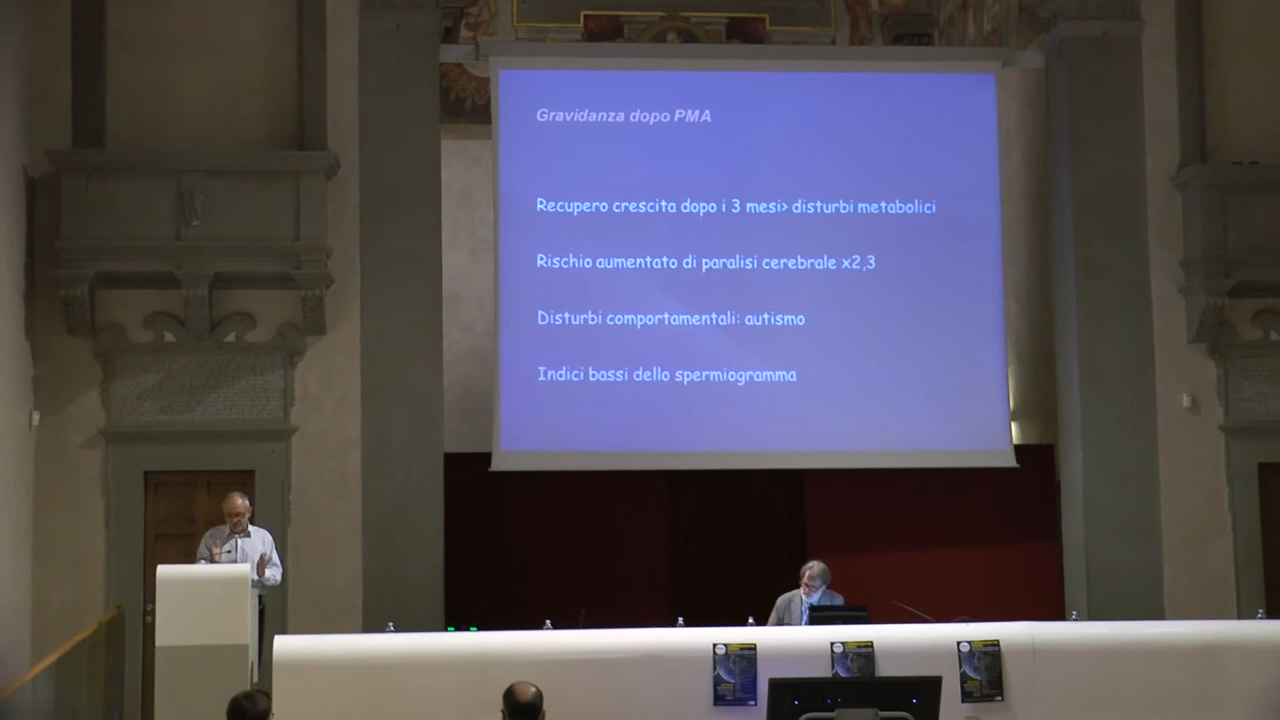 Gravidanza dopo PMA
Recupero crescita dopo i 3 mesi> disturbi metabolici
Rischio aumentato di paralisi cerebrale x2,3
Disturbi comportamentali: autismo
Indici bassi dello spermiogramma